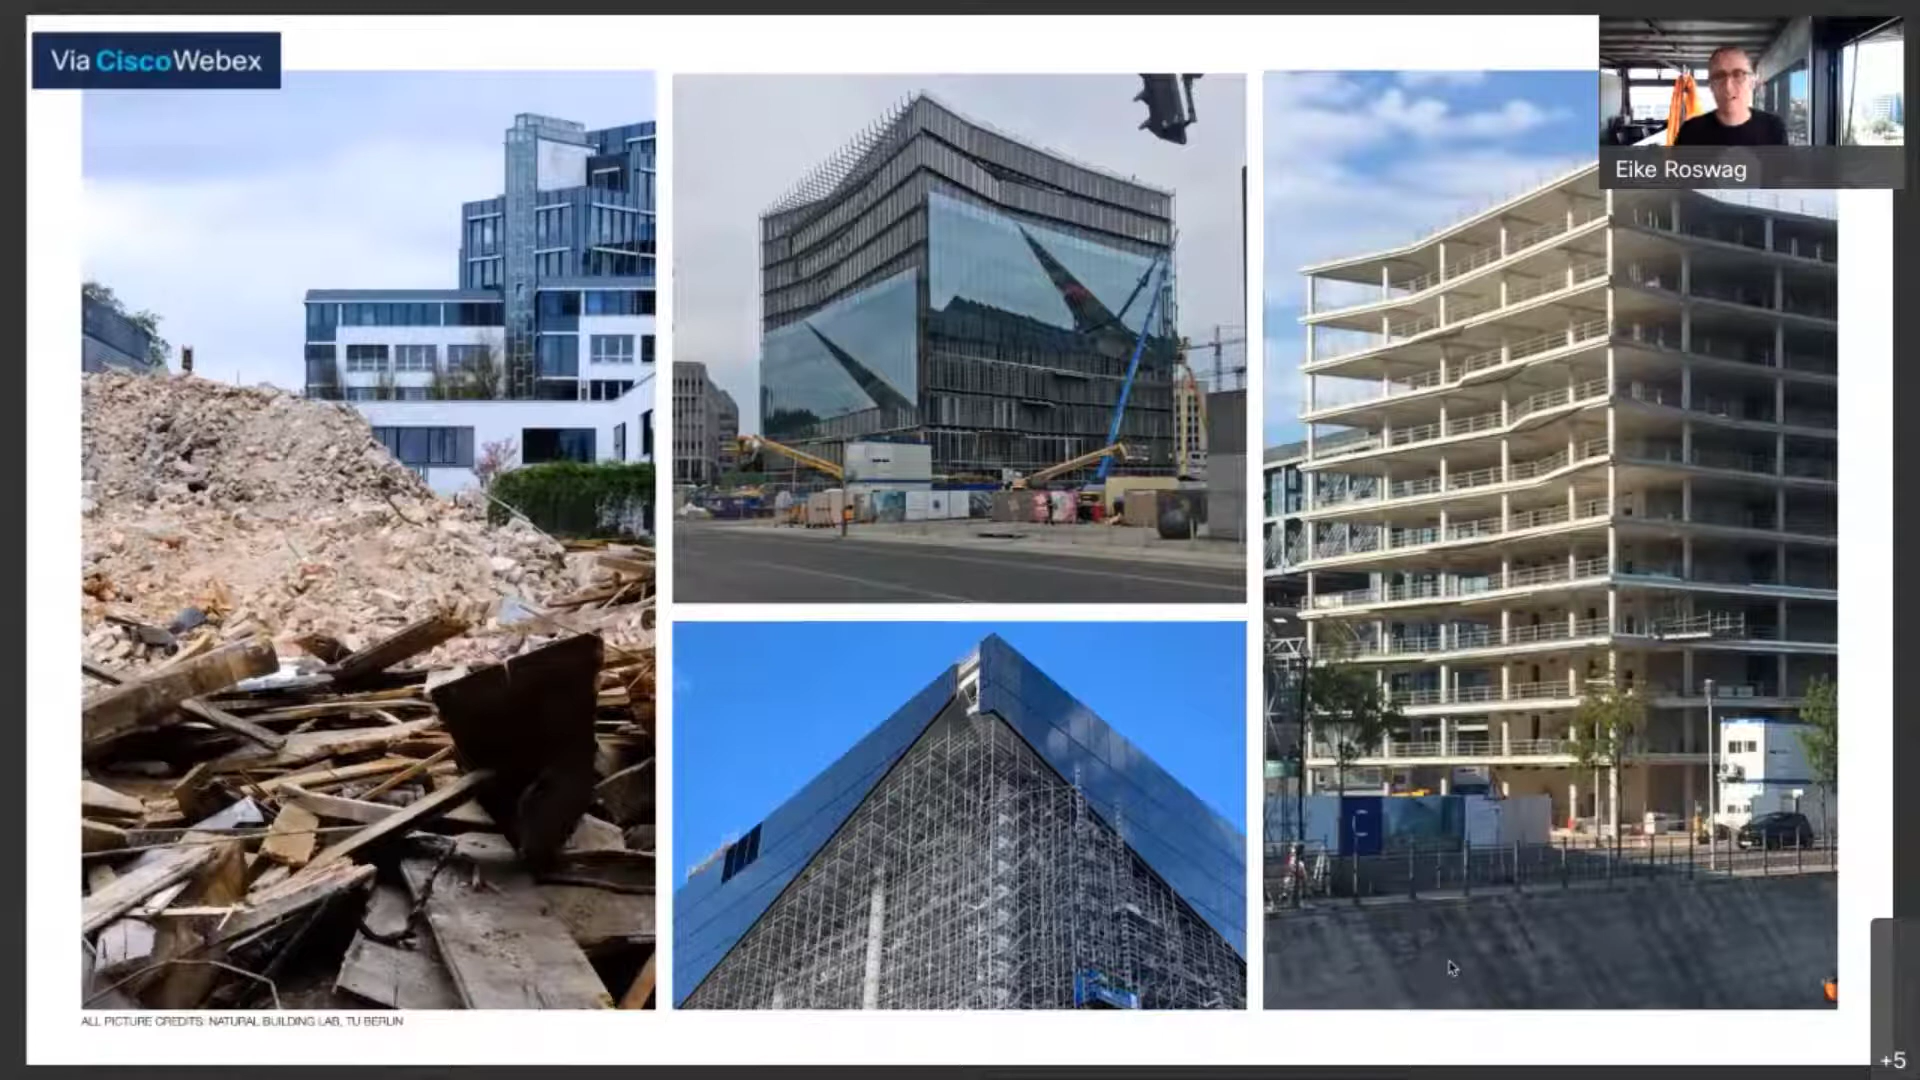 Via CiscoWebex
Eike Roswag
ALL PICTURE CREDITS: NATURAL BUILDING LAB, TU BERLIN
+5